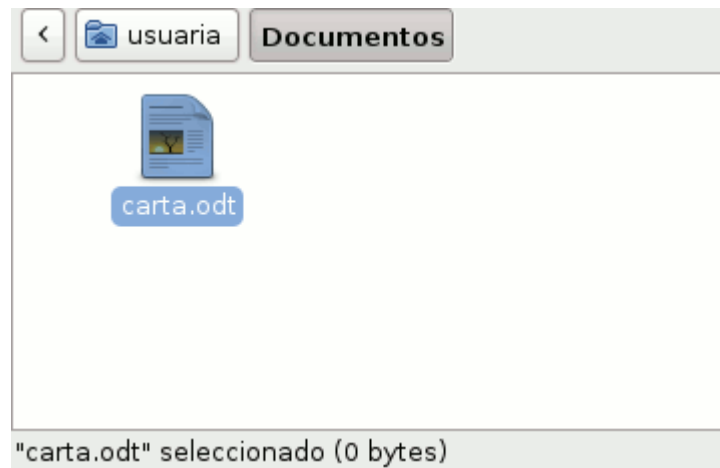 usuaria Documentos
carta.odt
"carta.odt" seleccionado (0 bytes)